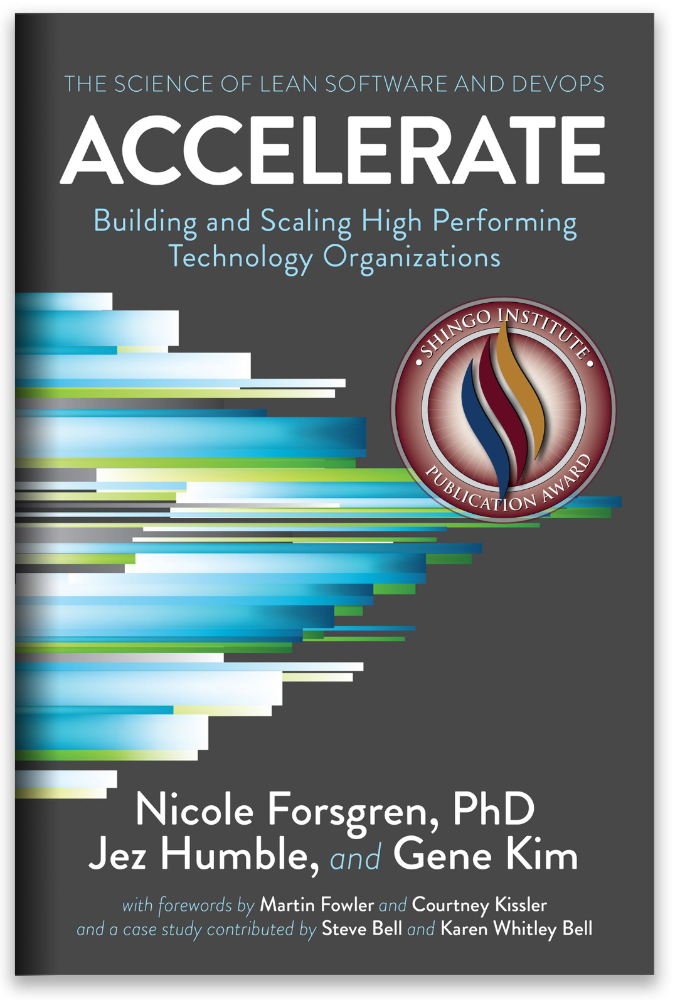 THE SCIENCE OF LEAN SOFTWARE AND DEVOPS
ACCELERATE
Building and Scaling High Performing
Technology Organizations
SHINGO INSTITUTE
PUBLICATION AWARD
Nicole Forsgren, PhD
Jez Humble, and Gene Kim
with forewords by Martin Fowler and Courtney Kissler
and a case study contributed by Steve Bell and Karen Whitley Bell